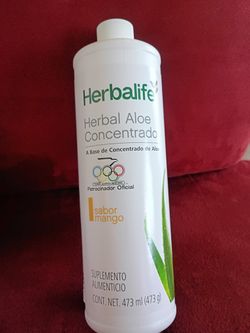 Herbalife
Herbal Aloe
Concentrado
A Base de Concentrado de Aloe
Patrocinador Oficial
sabor
mango
SUPLEMENTO
ALIMENTICIO
CONT. NET. 473 ml (473 g)